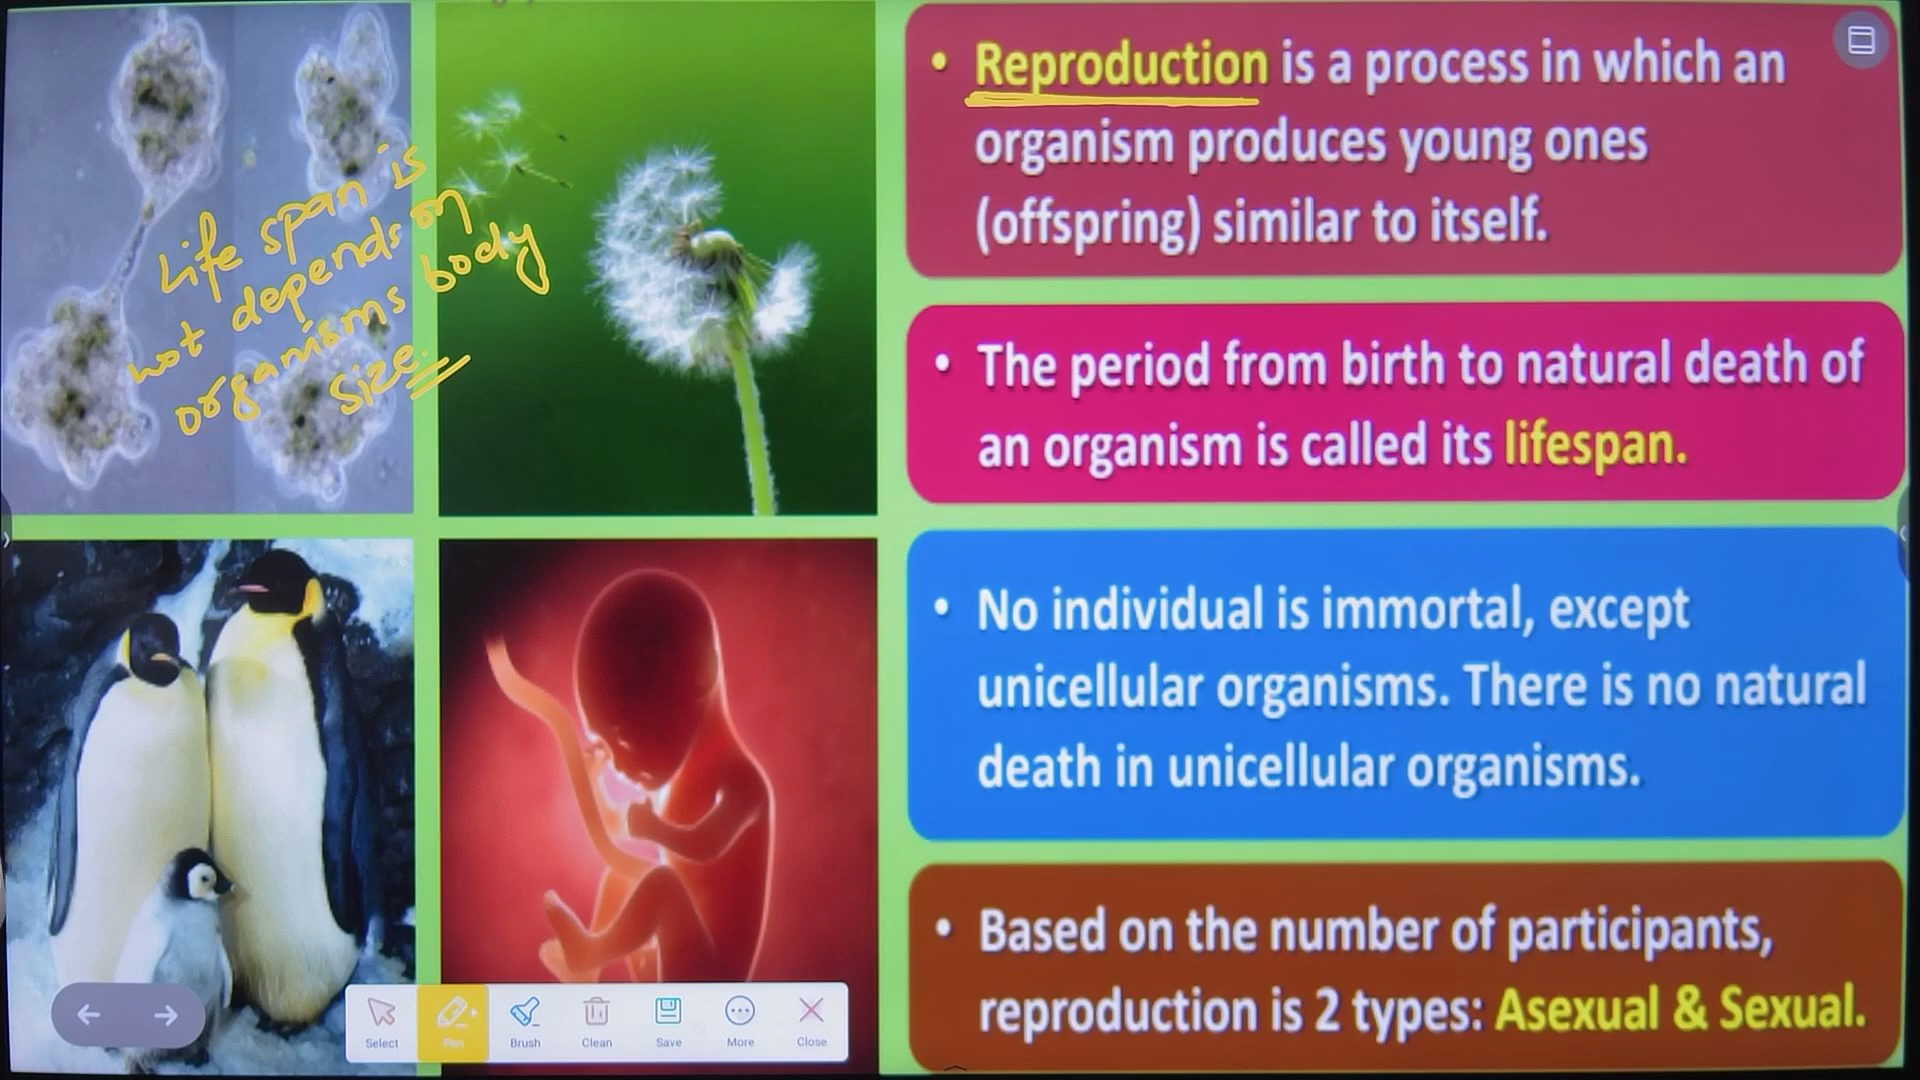 Life span is
not depends on
organisms body
size.
• Reproduction is a process in which an
organism produces young ones
(offspring) similar to itself.
• The period from birth to natural death of
an organism is called its lifespan.
• No individual is immortal, except
unicellular organisms. There is no natural
death in unicellular organisms.
• Based on the number of participants,
reproduction is 2 types: Asexual & Sexual.
Select Pen Brush Clean Save More Close